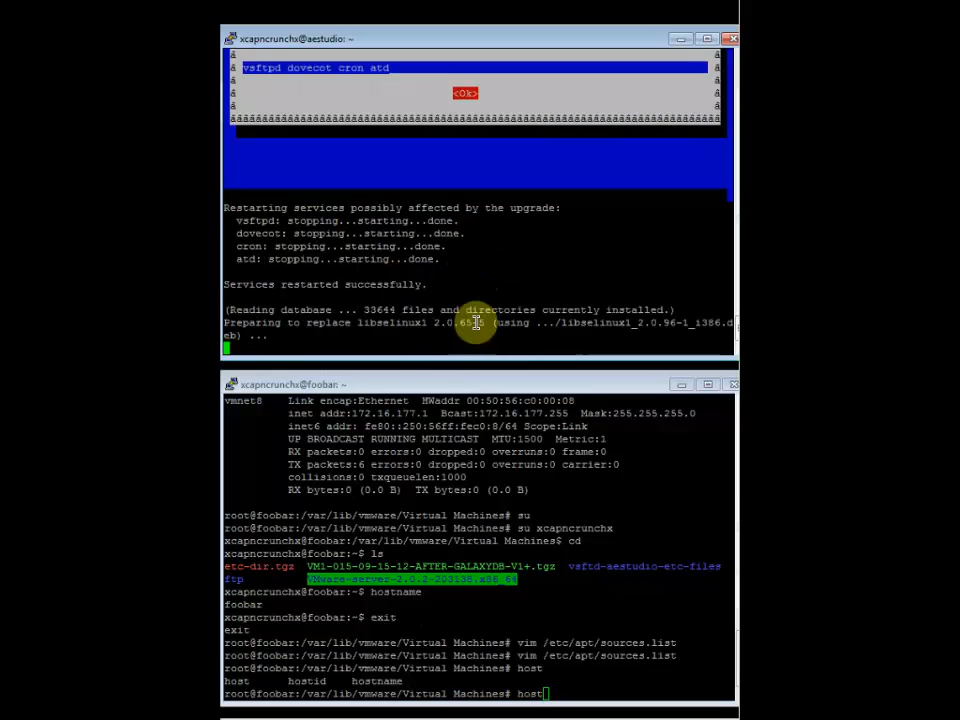 xcapncrunchx@aestudio: ~
vsftpd dovecot cron atd
<Ok>
Restarting services possibly affected by the upgrade:
vsftpd: stopping...starting...done.
dovecot: stopping...starting...done.
cron: stopping...starting...done.
atd: stopping...starting...done.
Services restarted successfully.
(Reading database ... 33644 files and directories currently installed.)
Preparing to replace libselinux1 (using .../libselinux1_2.0.96-1_i386.d
eb) ...
xcapncrunchx@foobar: ~
vmnet8 Link encap:Ethernet HWaddr 00:50:56:c0:00:08
inet addr:172.16.177.1 Bcast:172.16.177.255 Mask:255.255.255.0
inet6 addr: fe80::250:56ff:fec0:8/64 Scope:Link
UP BROADCAST RUNNING MULTICAST MTU:1500 Metric:1
RX packets:0 errors:0 dropped:0 overruns:0 frame:0
TX packets:6 errors:0 dropped:0 overruns:0 carrier:0
collisions:0 txqueuelen:1000
RX bytes:0 (0.0 B) TX bytes:0 (0.0 B)
root@foobar:/var/lib/vmware/Virtual Machines# su
root@foobar:/var/lib/vmware/Virtual Machines# su xcapncrunchx
xcapncrunchx@foobar:/var/lib/vmware/Virtual Machines$ cd
xcapncrunchx@foobar:~$ ls
etc-dir.tgz VM1-015-09-15-12-AFTER-GALAXYDB-V1+.tgz vsftd-aestudio-etc-files
ftp VMware-server-2.0.2-203138.x86_64
xcapncrunchx@foobar:~$ hostname
foobar
xcapncrunchx@foobar:~$ exit
exit
root@foobar:/var/lib/vmware/Virtual Machines# vim /etc/apt/sources.list
root@foobar:/var/lib/vmware/Virtual Machines# vim /etc/apt/sources.list
root@foobar:/var/lib/vmware/Virtual Machines# host
host hostid hostname
root@foobar:/var/lib/vmware/Virtual Machines# host